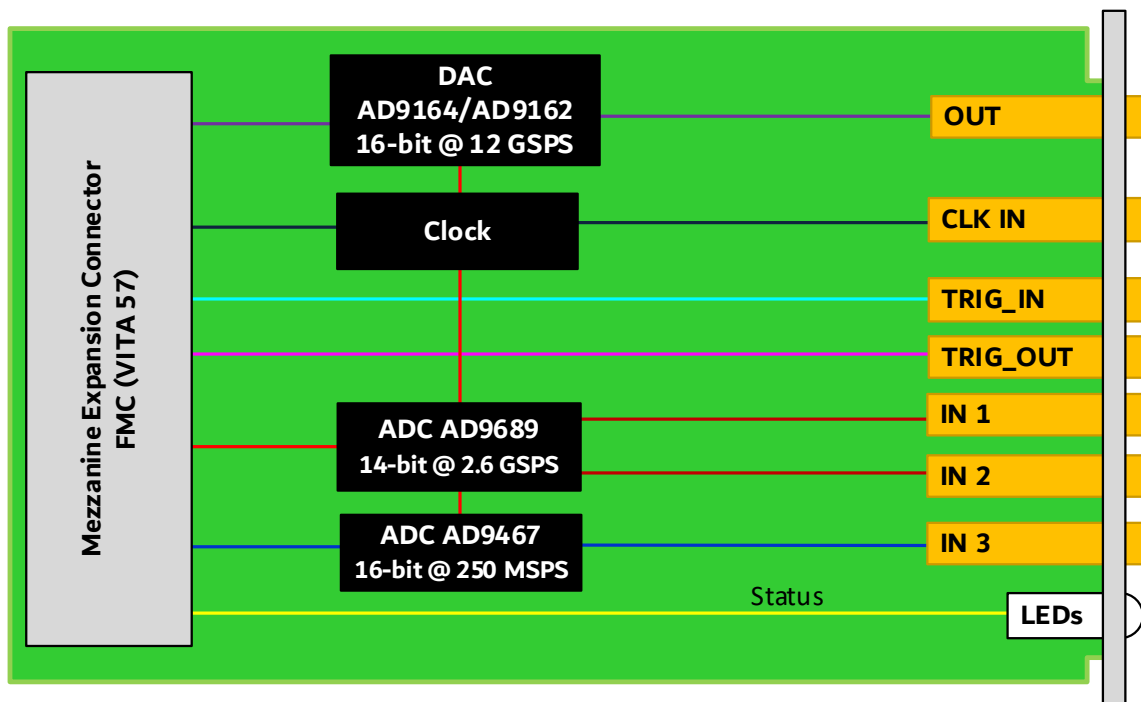 Mezzanine Expansion Connector
FMC (VITA 57)
DAC
AD9164/AD9162
16-bit @ 12 GSPS
OUT
Clock
CLK IN
TRIG_IN
TRIG_OUT
ADC AD9689
14-bit @ 2.6 GSPS
IN 1
IN 2
ADC AD9467
16-bit @ 250 MSPS
IN 3
Status
LEDs